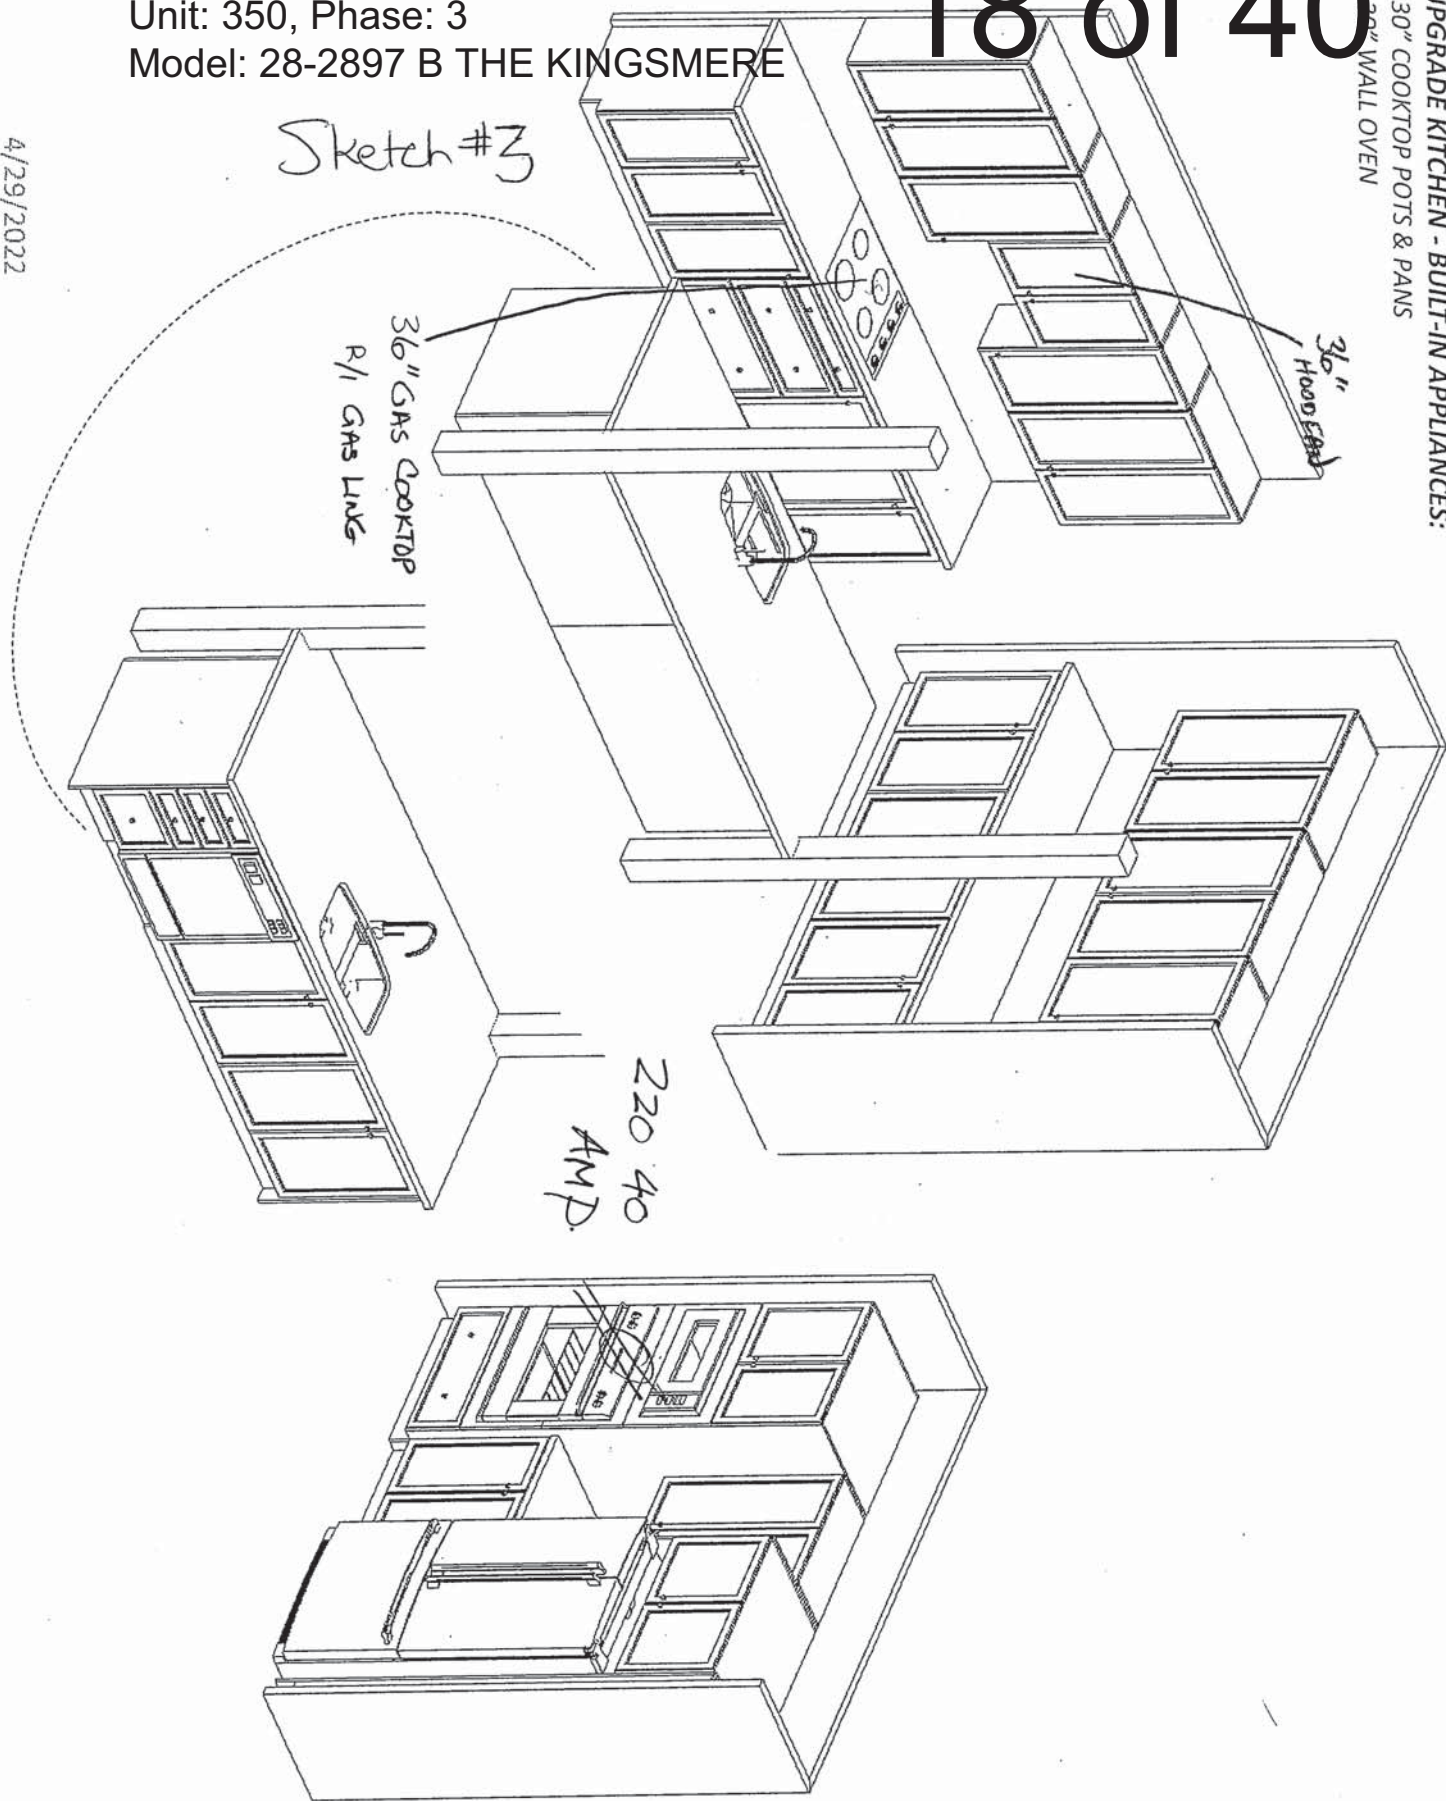 Unit: 350, Phase: 3
Model: 28-2897 B THE KINGSMERE
18 of 40
UPGRADE KITCHEN - BUILT-IN APPLIANCES:
30" COOKTOP POTS & PANS
30" WALL OVEN
Sketch #3
36"
HOOD FAN
36" GAS COOKTOP
R/I GAS LINE
220 40
AMP.
4/29/2022